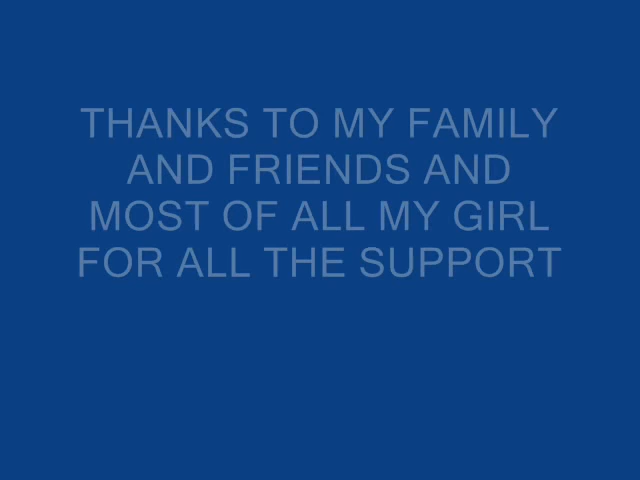 THANKS TO MY FAMILY
AND FRIENDS AND
MOST OF ALL MY GIRL
FOR ALL THE SUPPORT